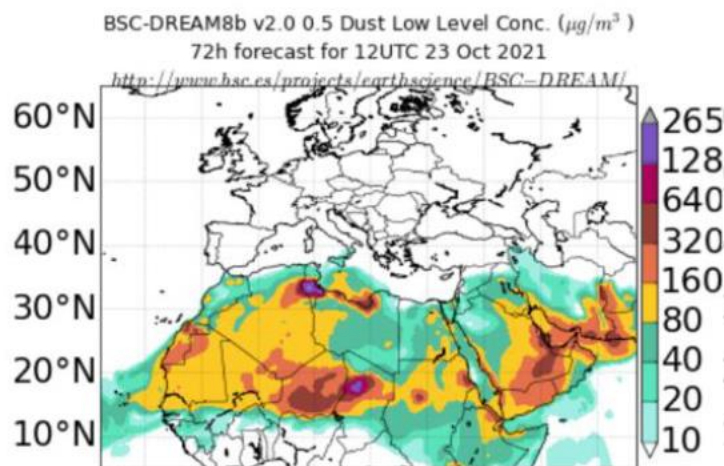 BSC-DREAM8b v2.0 0.5 Dust Low Level Conc. (μg/m³ )
72h forecast for 12UTC 23 Oct 2021
http://www.bsc.es/projects/earthscience/BSC-DREAM/
60°N
50°N
40°N
30°N
20°N
10°N
265
128
640
320
160
80
40
20
10